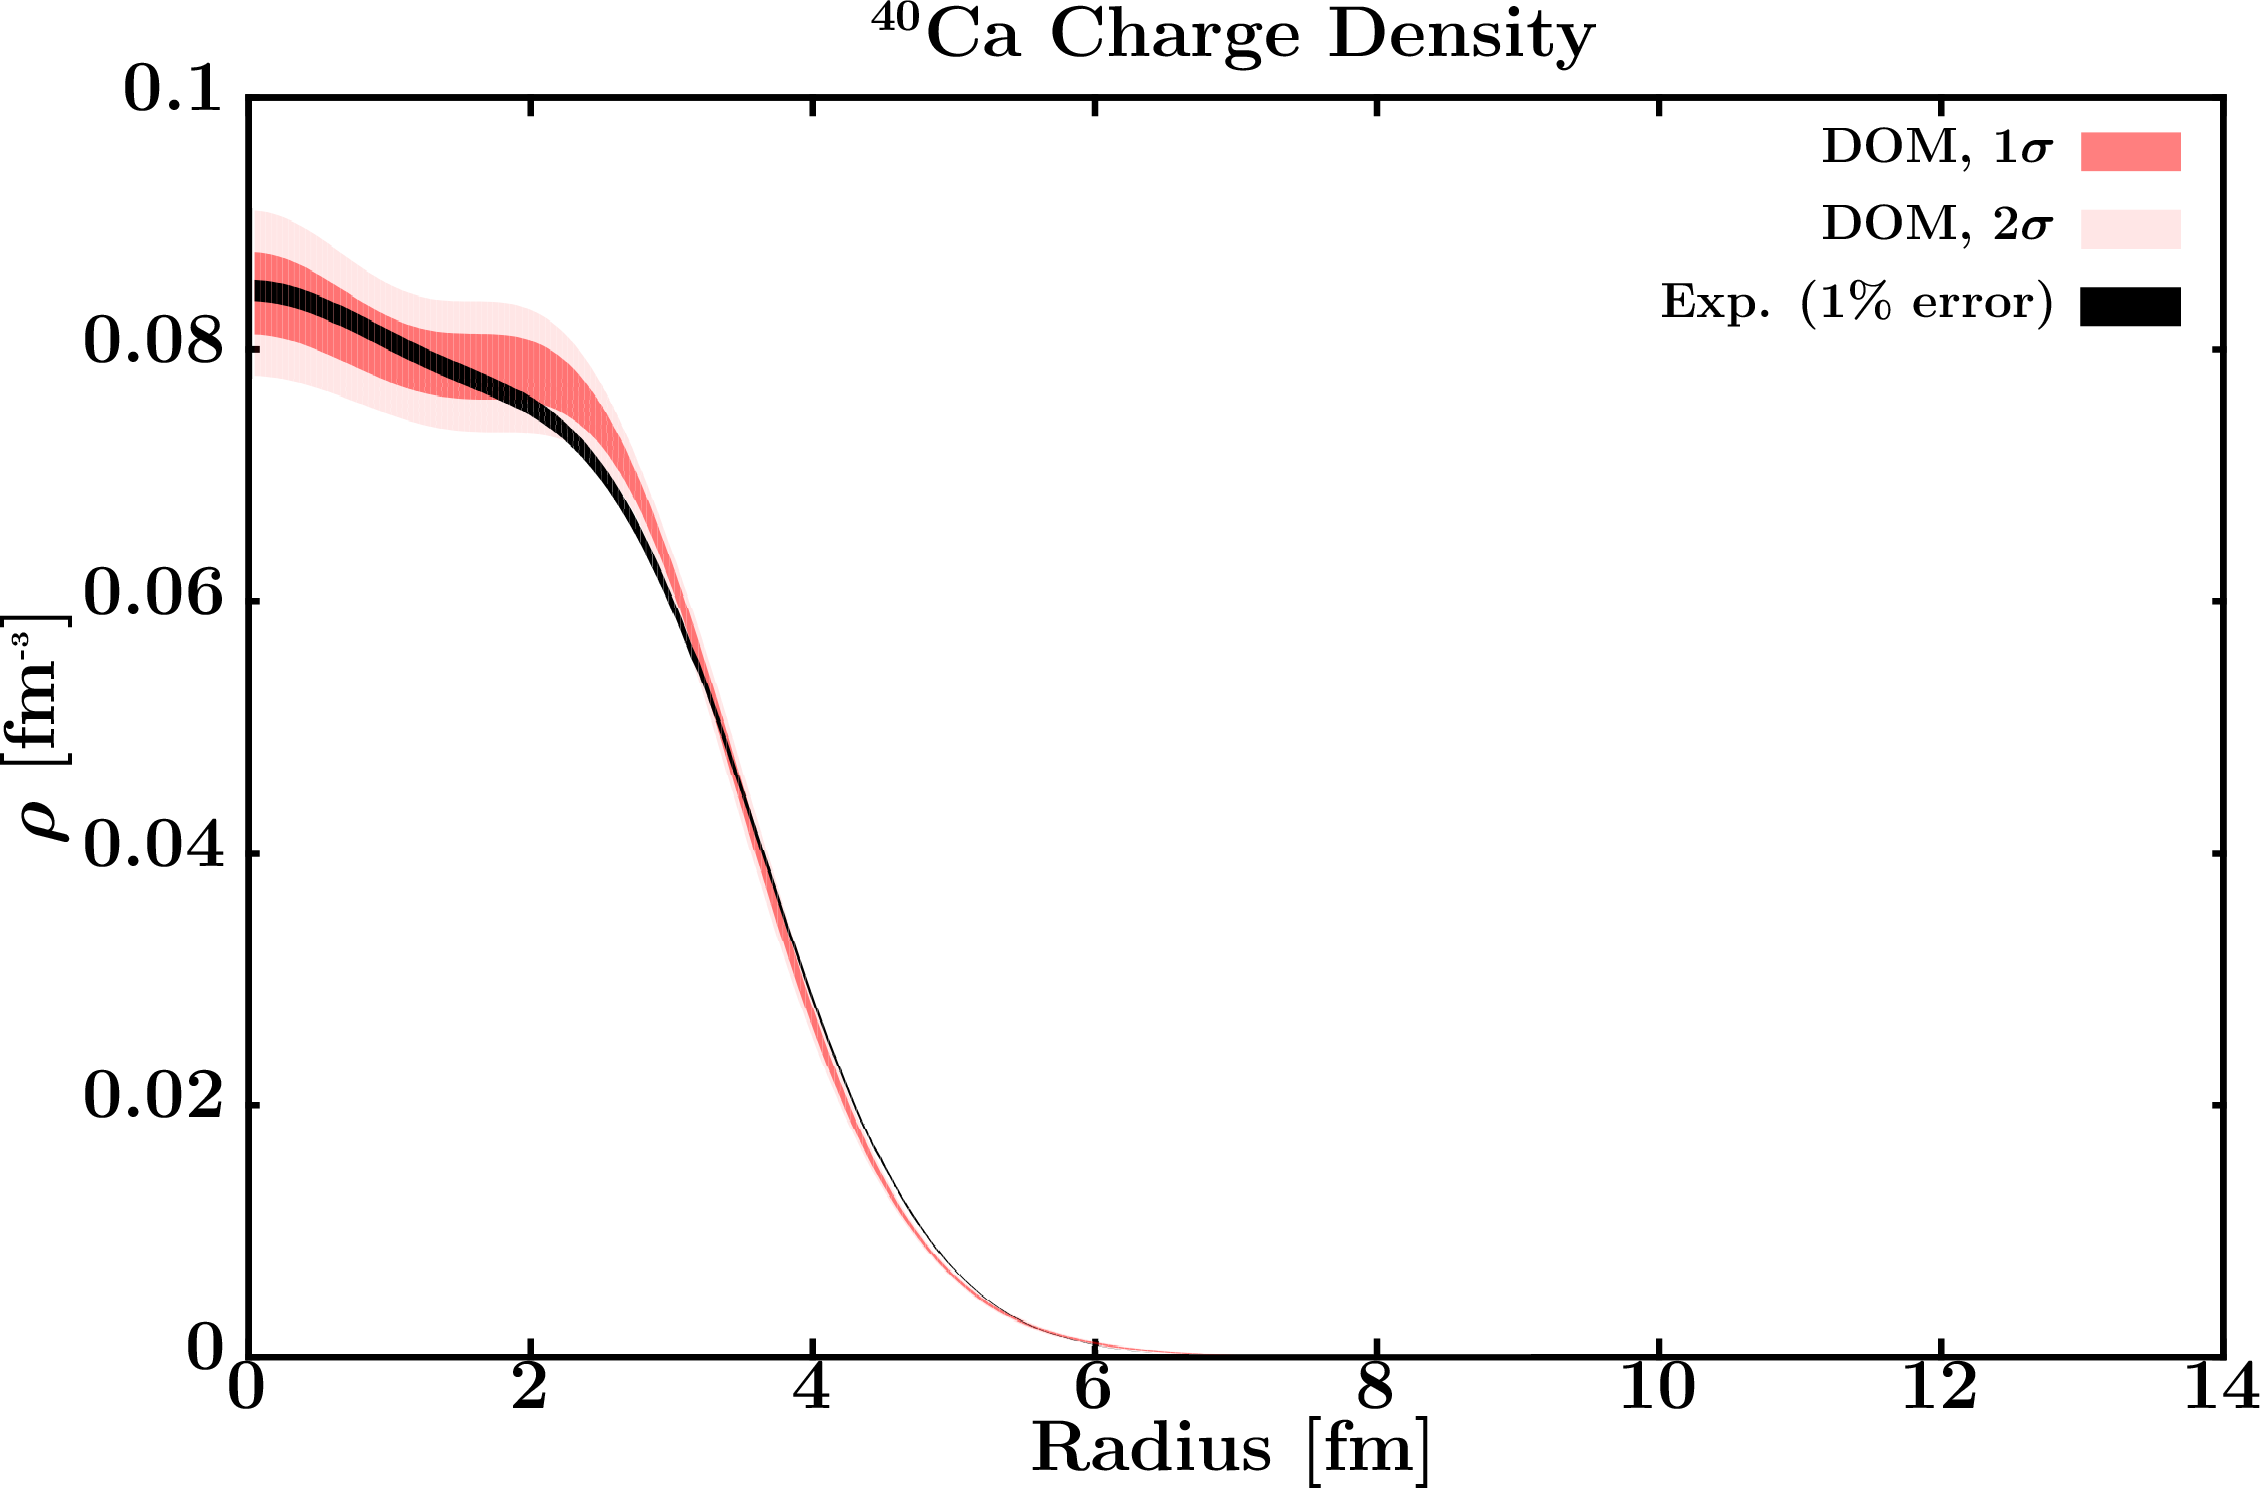 ⁴⁰Ca Charge Density
0.1
0.08
0.06
0.04
0.02
0
ρ [fm⁻³]
DOM, 1σ
DOM, 2σ
Exp. (1% error)
0 2 4 6 8 10 12 14
Radius [fm]